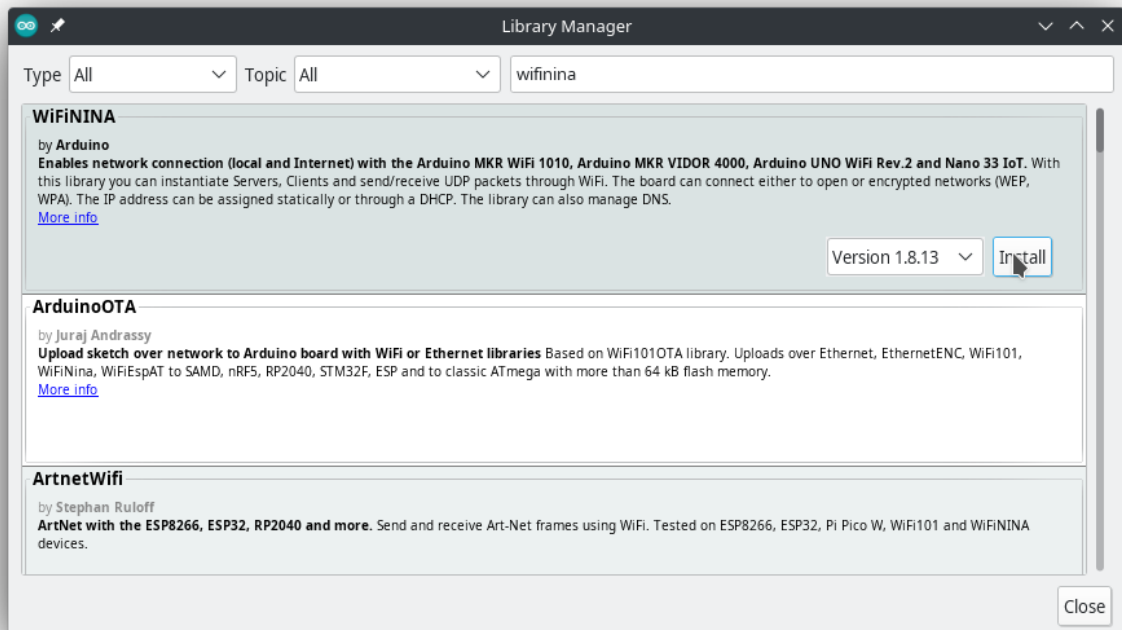 Library Manager
Type All Topic All wifinina
WiFiNINA
by Arduino
Enables network connection (local and Internet) with the Arduino MKR WiFi 1010, Arduino MKR VIDOR 4000, Arduino UNO WiFi Rev.2 and Nano 33 IoT. With
this library you can instantiate Servers, Clients and send/receive UDP packets through WiFi. The board can connect either to open or encrypted networks (WEP,
WPA). The IP address can be assigned statically or through a DHCP. The library can also manage DNS.
More info
Version 1.8.13 Install
ArduinoOTA
by Juraj Andrassy
Upload sketch over network to Arduino board with WiFi or Ethernet libraries Based on WiFi101OTA library. Uploads over Ethernet, EthernetENC, WiFi101,
WiFiNina, WiFiEspAT to SAMD, nRF5, RP2040, STM32F, ESP and to classic ATmega with more than 64 kB flash memory.
More info
ArtnetWifi
by Stephan Ruloff
ArtNet with the ESP8266, ESP32, RP2040 and more. Send and receive Art-Net frames using WiFi. Tested on ESP8266, ESP32, Pi Pico W, WiFi101 and WiFiNINA
devices.
Close